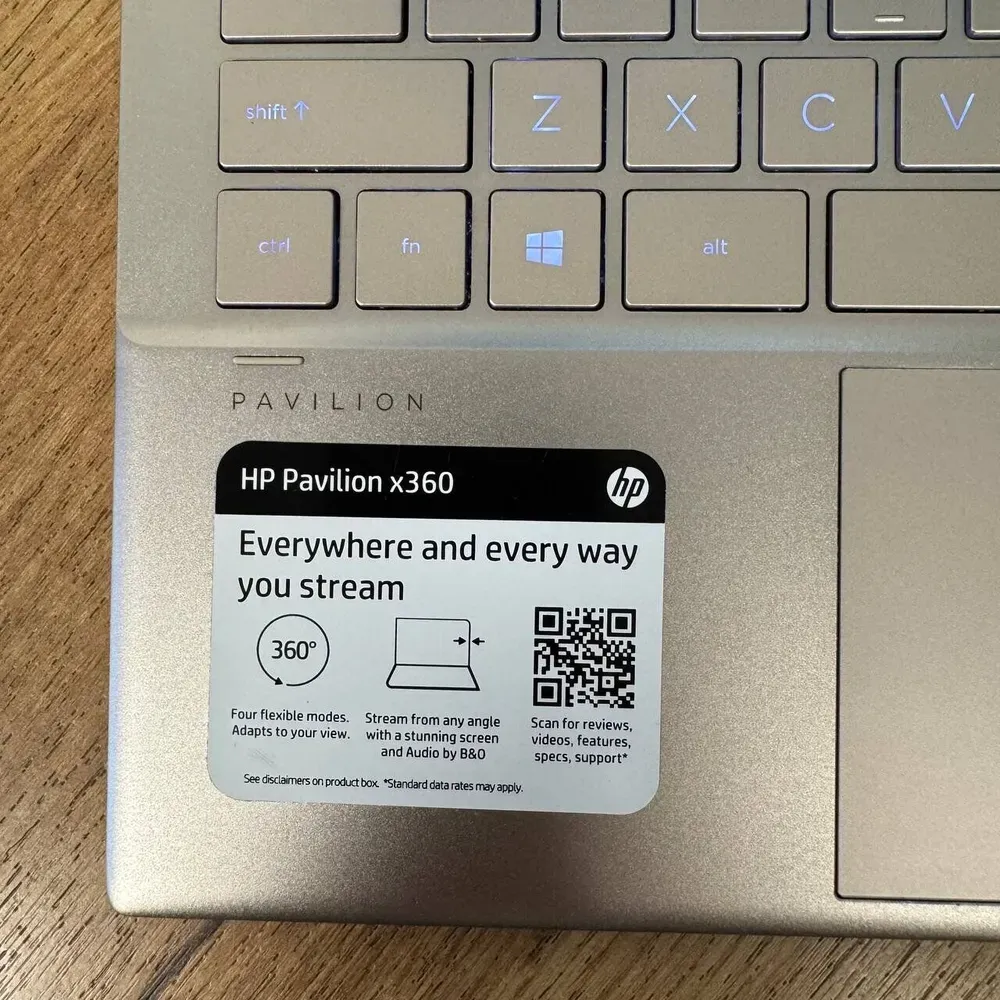 shift ↑
Z
X
C
V
ctrl
fn
alt
PAVILION
HP Pavilion x360
hp
Everywhere and every way
you stream
360°
Four flexible modes.
Adapts to your view.
Stream from any angle
with a stunning screen
and Audio by B&O
Scan for reviews,
videos, features,
specs, support*
See disclaimers on product box. *Standard data rates may apply.